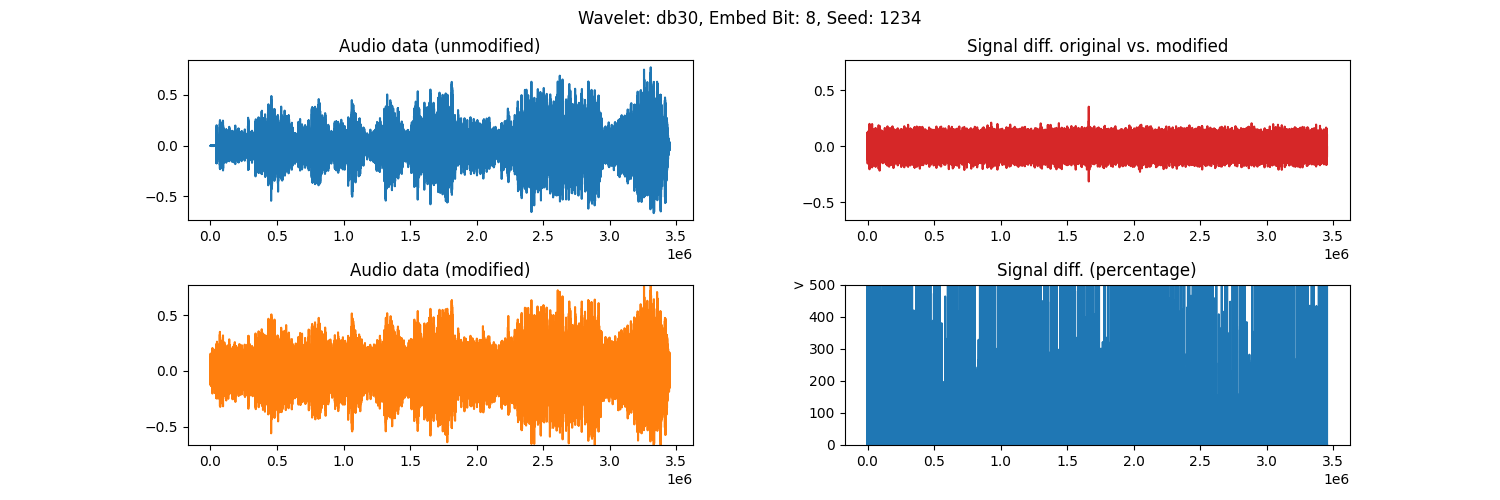 Wavelet: db30, Embed Bit: 8, Seed: 1234
Audio data (unmodified)
0.5
0.0
−0.5
0.0 0.5 1.0 1.5 2.0 2.5 3.0 3.5
1e6
Signal diff. original vs. modified
0.5
0.0
−0.5
0.0 0.5 1.0 1.5 2.0 2.5 3.0 3.5
1e6
Audio data (modified)
0.5
0.0
−0.5
0.0 0.5 1.0 1.5 2.0 2.5 3.0 3.5
1e6
Signal diff. (percentage)
> 500
400
300
200
100
0
0.0 0.5 1.0 1.5 2.0 2.5 3.0 3.5
1e6